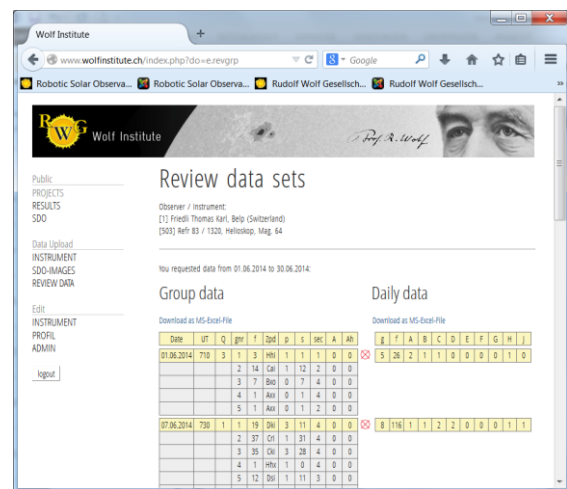 Wolf Institute
www.wolfinstitute.ch/index.php?do=e.revgrp
Google
Robotic Solar Observa... Robotic Solar Observa... Rudolf Wolf Gesellsch... Rudolf Wolf Gesellsch...
RWG Wolf Institute Prof. R. Wolf
Public
PROJECTS
RESULTS
SDO
Data Upload
INSTRUMENT
SDO-IMAGES
REVIEW DATA
Edit
INSTRUMENT
PROFIL
ADMIN
logout
Review data sets
Observer / Instrument:
[1] Friedli Thomas Karl, Belp (Switzerland)
[503] Refr 83 / 1320, Helioskop, Mag. 64
You requested data from 01.06.2014 to 30.06.2014:
Group data
Download as MS-Excel-File
Date UT Q gnr f Zpd p s sec A Ah
01.06.2014 710 3 1 3 HhI 1 1 1 0 0
2 14 CaI 1 12 2 0 0
3 7 Bxo 0 7 4 0 0
4 1 Axx 0 1 4 0 0
5 1 Axx 0 1 2 0 0
07.06.2014 730 1 1 19 Dki 3 11 4 0 0
2 37 CrI 1 31 4 0 0
3 35 Cki 3 28 4 0 0
4 1 Hhx 1 0 4 0 0
5 12 DsI 1 11 3 0 0
Daily data
Download as MS-Excel-File
g f A B C D E F G H J
5 26 2 1 1 0 0 0 0 1 0
8 116 1 1 2 2 0 0 0 1 1